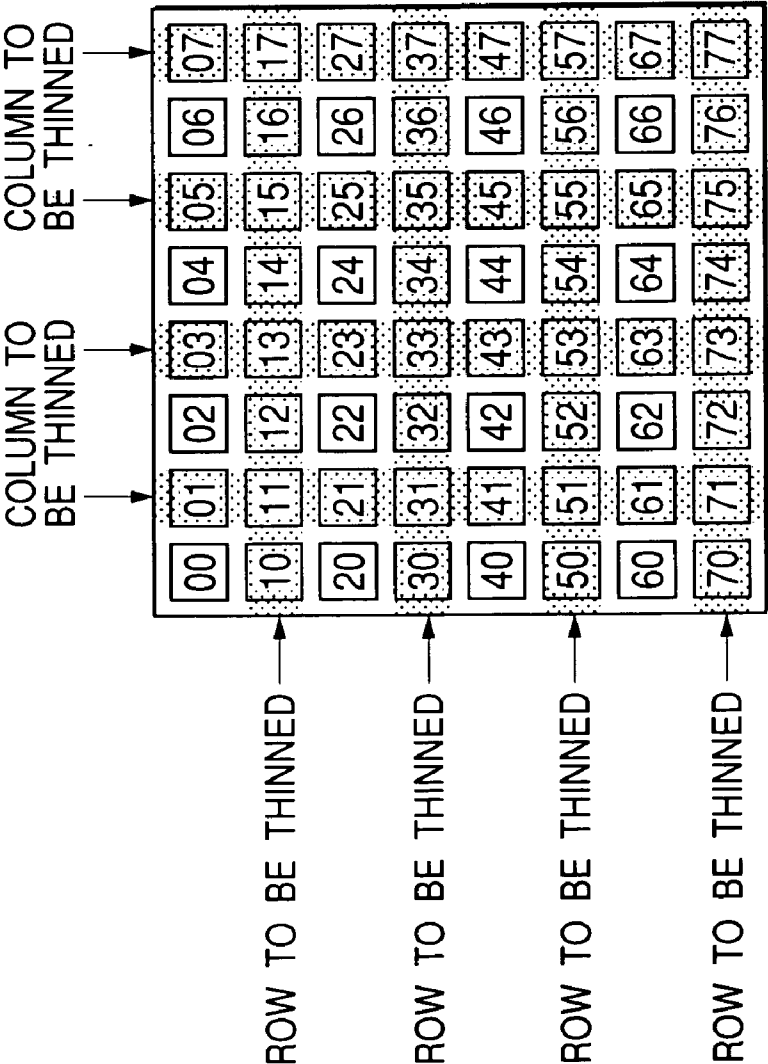 COLUMN TO
BE THINNED
COLUMN TO
BE THINNED
00 01 02 03 04 05 06 07
ROW TO BE THINNED 10 11 12 13 14 15 16 17
20 21 22 23 24 25 26 27
ROW TO BE THINNED 30 31 32 33 34 35 36 37
40 41 42 43 44 45 46 47
ROW TO BE THINNED 50 51 52 53 54 55 56 57
60 61 62 63 64 65 66 67
ROW TO BE THINNED 70 71 72 73 74 75 76 77